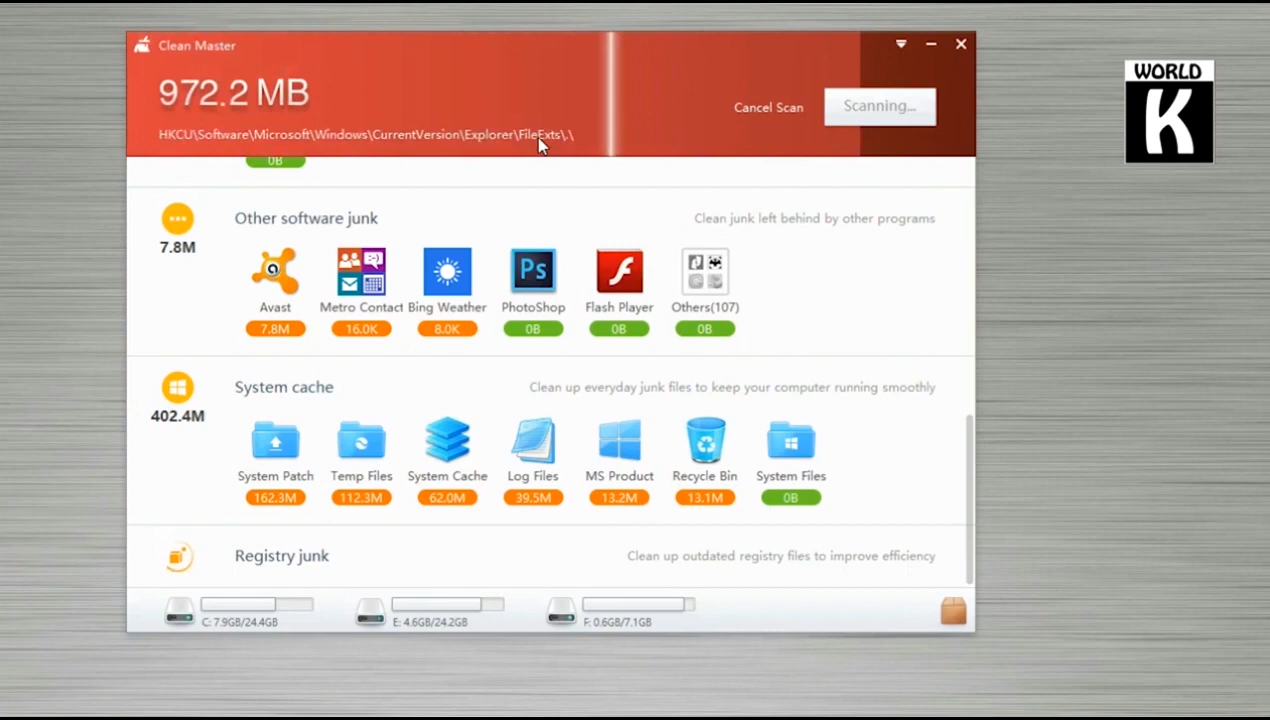 Clean Master
972.2 MB
Cancel Scan
Scanning...
HKCU\Software\Microsoft\Windows\CurrentVersion\Explorer\FileExts\.\
WORLD
K
0B
Other software junk
Clean junk left behind by other programs
7.8M
Avast
Metro Contact
Bing Weather
PhotoShop
Flash Player
Others(107)
7.8M
16.0K
8.0K
0B
0B
0B
System cache
Clean up everyday junk files to keep your computer running smoothly
402.4M
System Patch
Temp Files
System Cache
Log Files
MS Product
Recycle Bin
System Files
162.3M
112.3M
62.0M
39.5M
13.2M
13.1M
0B
Registry junk
Clean up outdated registry files to improve efficiency
C: 7.9GB/24.4GB
E: 4.6GB/24.2GB
F: 0.6GB/7.1GB
Ps